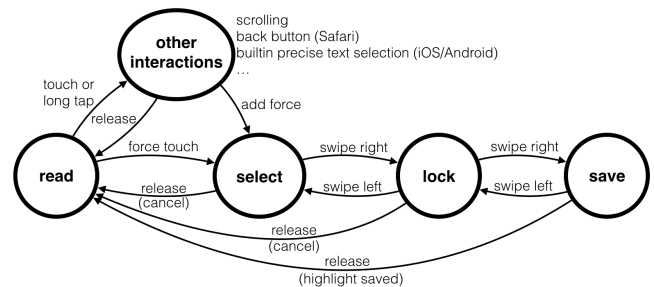 scrolling
back button (Safari)
builtin precise text selection (iOS/Android)
...
other
interactions
touch or
long tap
release
add force
read
force touch
select
swipe right
lock
swipe right
save
release
(cancel)
swipe left
swipe left
release
(cancel)
release
(highlight saved)